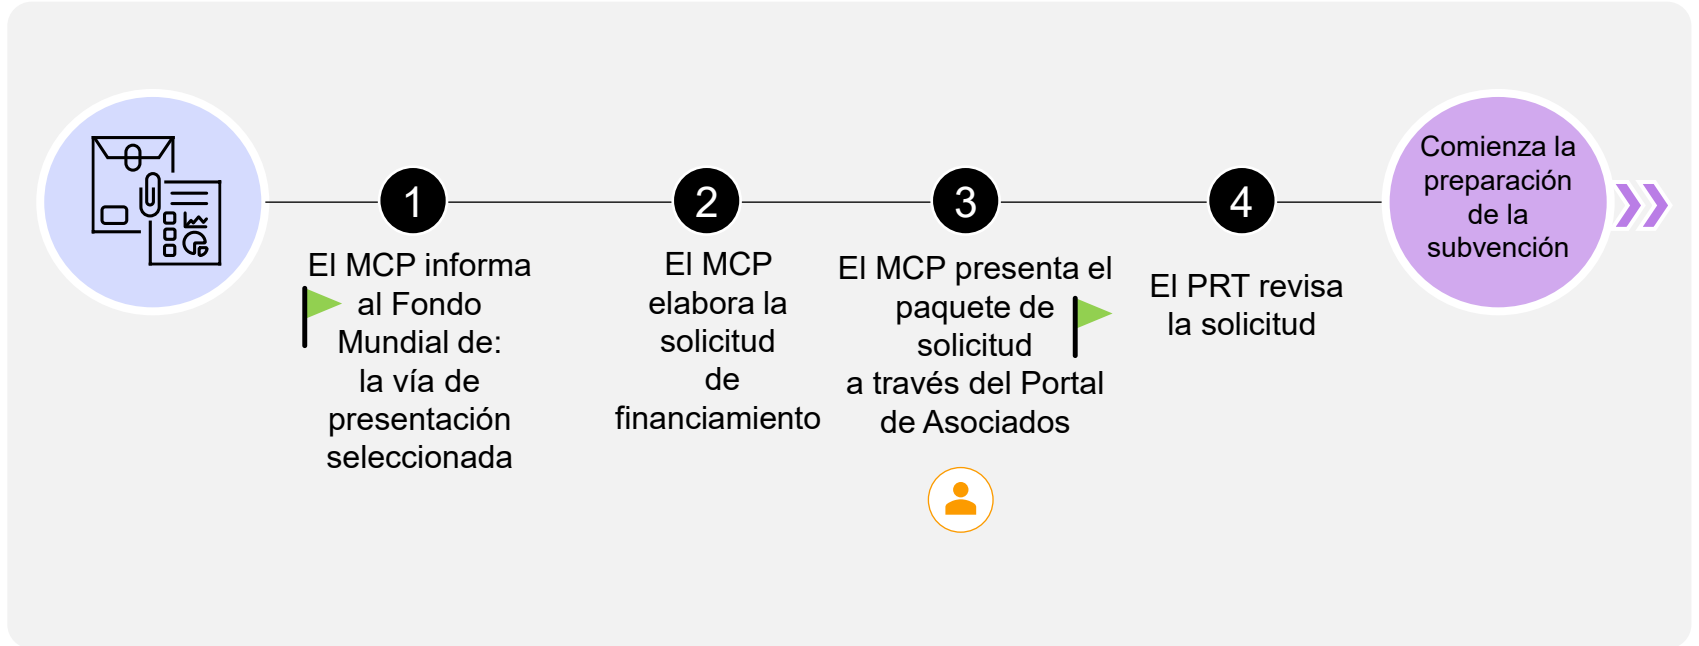 1
El MCP informa
al Fondo
Mundial de:
la vía de
presentación
seleccionada
2
El MCP
elabora la
solicitud
de
financiamiento
3
El MCP presenta el
paquete de
solicitud
a través del Portal
de Asociados
4
El PRT revisa
la solicitud
Comienza la
preparación
de la
subvención